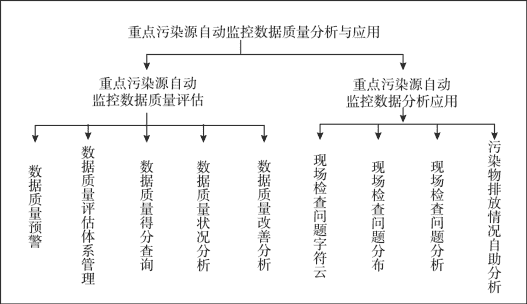 重点污染源自动监控数据质量分析与应用
重点污染源自动
监控数据质量评估
重点污染源自动
监控数据分析应用
数据质量预警
数据质量评估体系管理
数据质量得分查询
数据质量状况分析
数据质量改善分析
现场检查问题字符云
现场检查问题分布
现场检查问题分析
污染物排放情况自助分析